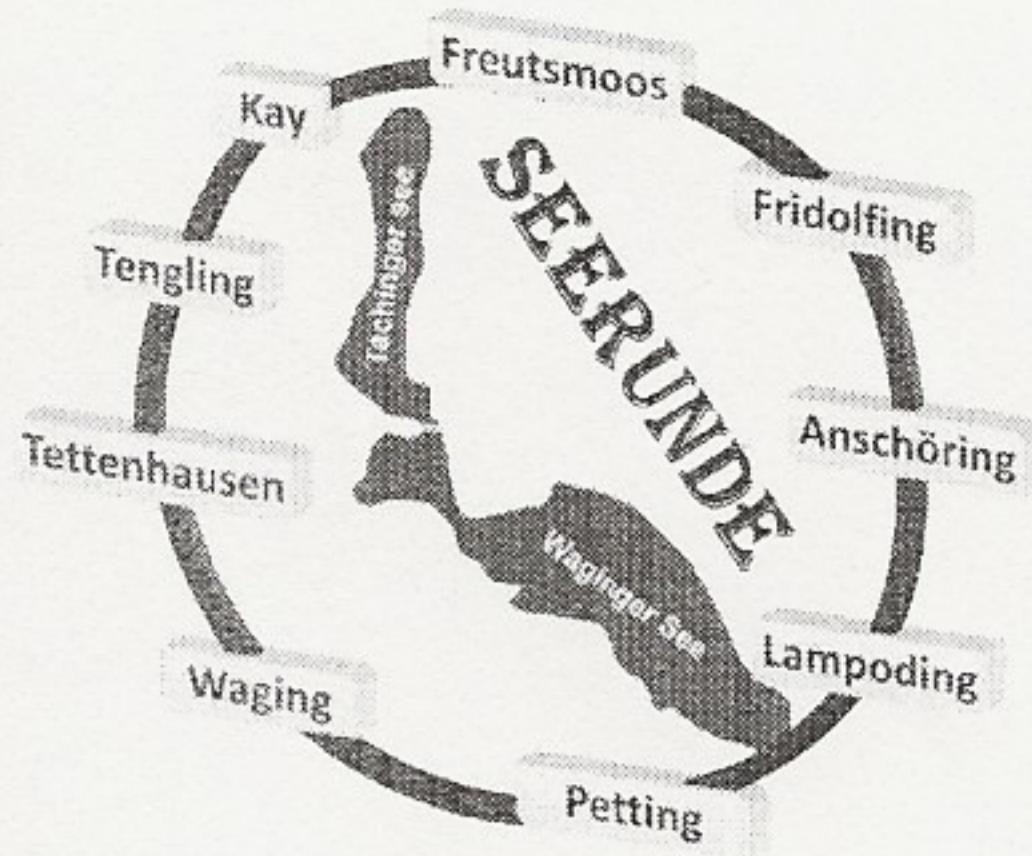 Freutsmoos
Kay
Fridolfing
SEERUNDE
Tachinger See
Tengling
Anschöring
Tettenhausen
Waginger See
Lampoding
Waging
Petting